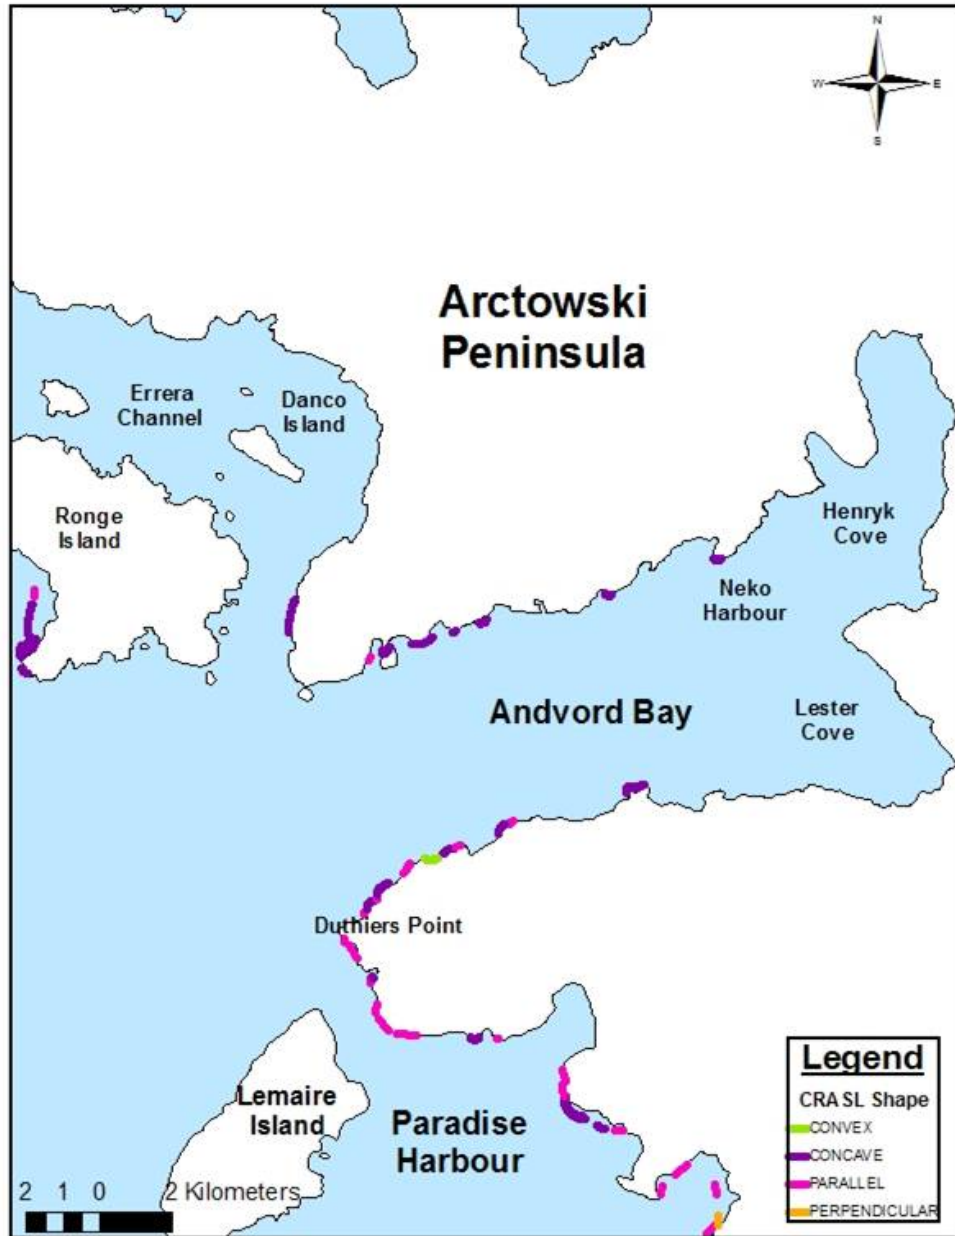 N
W E
S
Arctowski
Peninsula
Errera
Channel
Danco
Island
Ronge
Island
Henryk
Cove
Neko
Harbour
Andvord Bay
Lester
Cove
Duthiers Point
Lemaire
Island
Paradise
Harbour
2 1 0 2 Kilometers
Legend
CRASL Shape
CONVEX
CONCAVE
PARALLEL
PERPENDICULAR